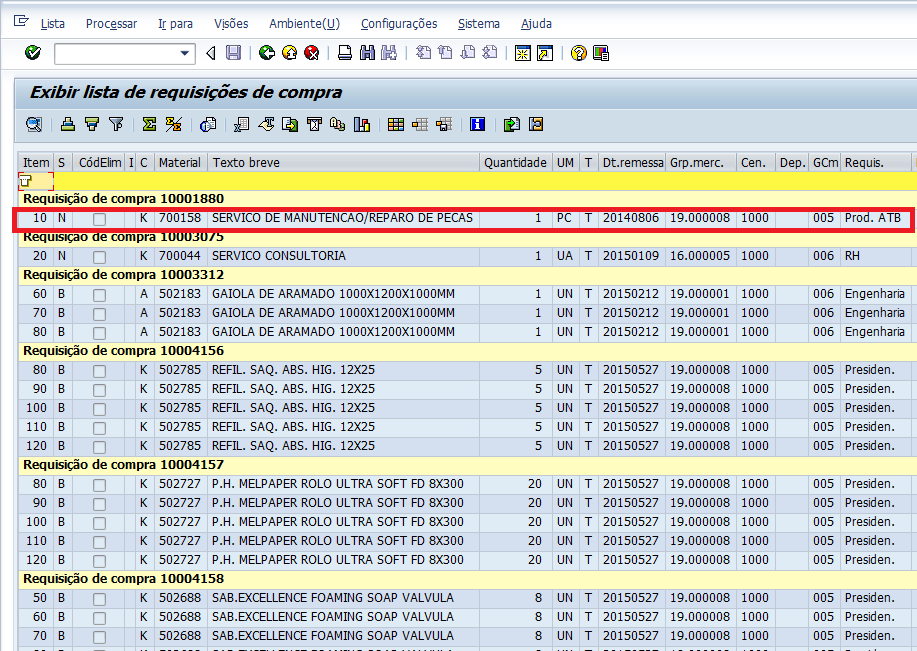 Lista Processar Ir para Visões Ambiente(U) Configurações Sistema Ajuda
Exibir lista de requisições de compra
Item S CódElim I C Material Texto breve Quantidade UM T Dt.remessa Grp.merc. Cen. Dep. GCm Requis.
Requisição de compra 10001880
10 N K 700158 SERVICO DE MANUTENCAO/REPARO DE PECAS 1 PC T 20140806 19.000008 1000 005 Prod. ATB
Requisição de compra 10003075
20 N K 700044 SERVICO CONSULTORIA 1 UA T 20150109 16.000005 1000 006 RH
Requisição de compra 10003312
60 B A 502183 GAIOLA DE ARAMADO 1000X1200X1000MM 1 UN T 20150212 19.000001 1000 006 Engenharia
70 B A 502183 GAIOLA DE ARAMADO 1000X1200X1000MM 1 UN T 20150212 19.000001 1000 006 Engenharia
80 B A 502183 GAIOLA DE ARAMADO 1000X1200X1000MM 1 UN T 20150212 19.000001 1000 006 Engenharia
Requisição de compra 10004156
80 B K 502785 REFIL. SAQ. ABS. HIG. 12X25 5 UN T 20150527 19.000008 1000 005 Presiden.
90 B K 502785 REFIL. SAQ. ABS. HIG. 12X25 5 UN T 20150527 19.000008 1000 005 Presiden.
100 B K 502785 REFIL. SAQ. ABS. HIG. 12X25 5 UN T 20150527 19.000008 1000 005 Presiden.
110 B K 502785 REFIL. SAQ. ABS. HIG. 12X25 5 UN T 20150527 19.000008 1000 005 Presiden.
120 B K 502785 REFIL. SAQ. ABS. HIG. 12X25 5 UN T 20150527 19.000008 1000 005 Presiden.
Requisição de compra 10004157
80 B K 502727 P.H. MELPAPER ROLO ULTRA SOFT FD 8X300 20 UN T 20150527 19.000008 1000 005 Presiden.
90 B K 502727 P.H. MELPAPER ROLO ULTRA SOFT FD 8X300 20 UN T 20150527 19.000008 1000 005 Presiden.
100 B K 502727 P.H. MELPAPER ROLO ULTRA SOFT FD 8X300 20 UN T 20150527 19.000008 1000 005 Presiden.
110 B K 502727 P.H. MELPAPER ROLO ULTRA SOFT FD 8X300 20 UN T 20150527 19.000008 1000 005 Presiden.
120 B K 502727 P.H. MELPAPER ROLO ULTRA SOFT FD 8X300 20 UN T 20150527 19.000008 1000 005 Presiden.
Requisição de compra 10004158
50 B K 502688 SAB.EXCELLENCE FOAMING SOAP VALVULA 8 UN T 20150527 19.000008 1000 005 Presiden.
60 B K 502688 SAB.EXCELLENCE FOAMING SOAP VALVULA 8 UN T 20150527 19.000008 1000 005 Presiden.
70 B K 502688 SAB.EXCELLENCE FOAMING SOAP VALVULA 8 UN T 20150527 19.000008 1000 005 Presiden.